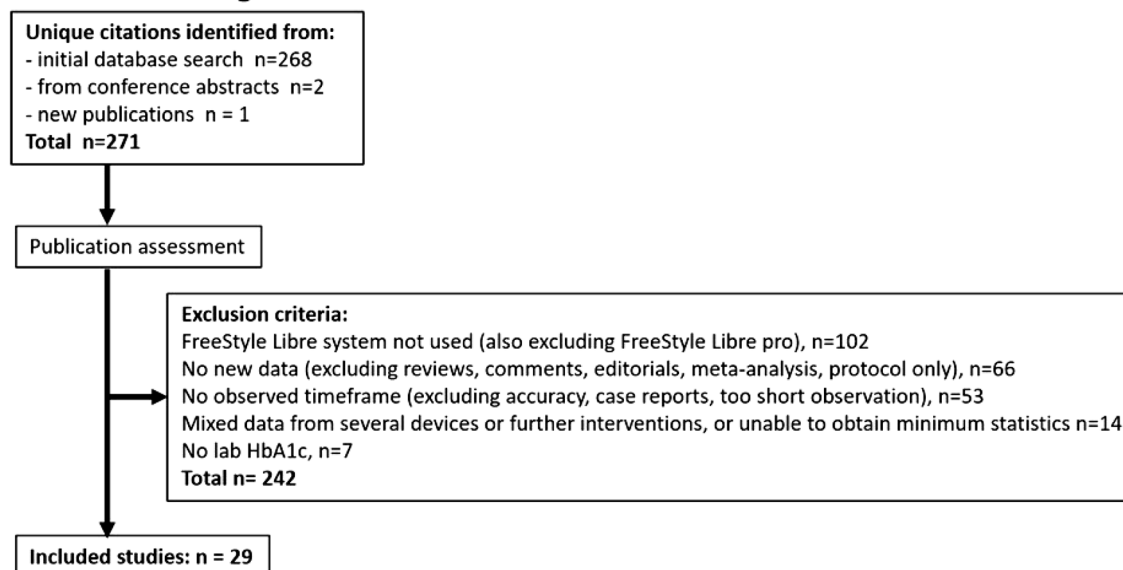 Unique citations identified from:
- initial database search n=268
- from conference abstracts n=2
- new publications n = 1
Total n=271
Publication assessment
Exclusion criteria:
FreeStyle Libre system not used (also excluding FreeStyle Libre pro), n=102
No new data (excluding reviews, comments, editorials, meta-analysis, protocol only), n=66
No observed timeframe (excluding accuracy, case reports, too short observation), n=53
Mixed data from several devices or further interventions, or unable to obtain minimum statistics n=14
No lab HbA1c, n=7
Total n= 242
Included studies: n = 29